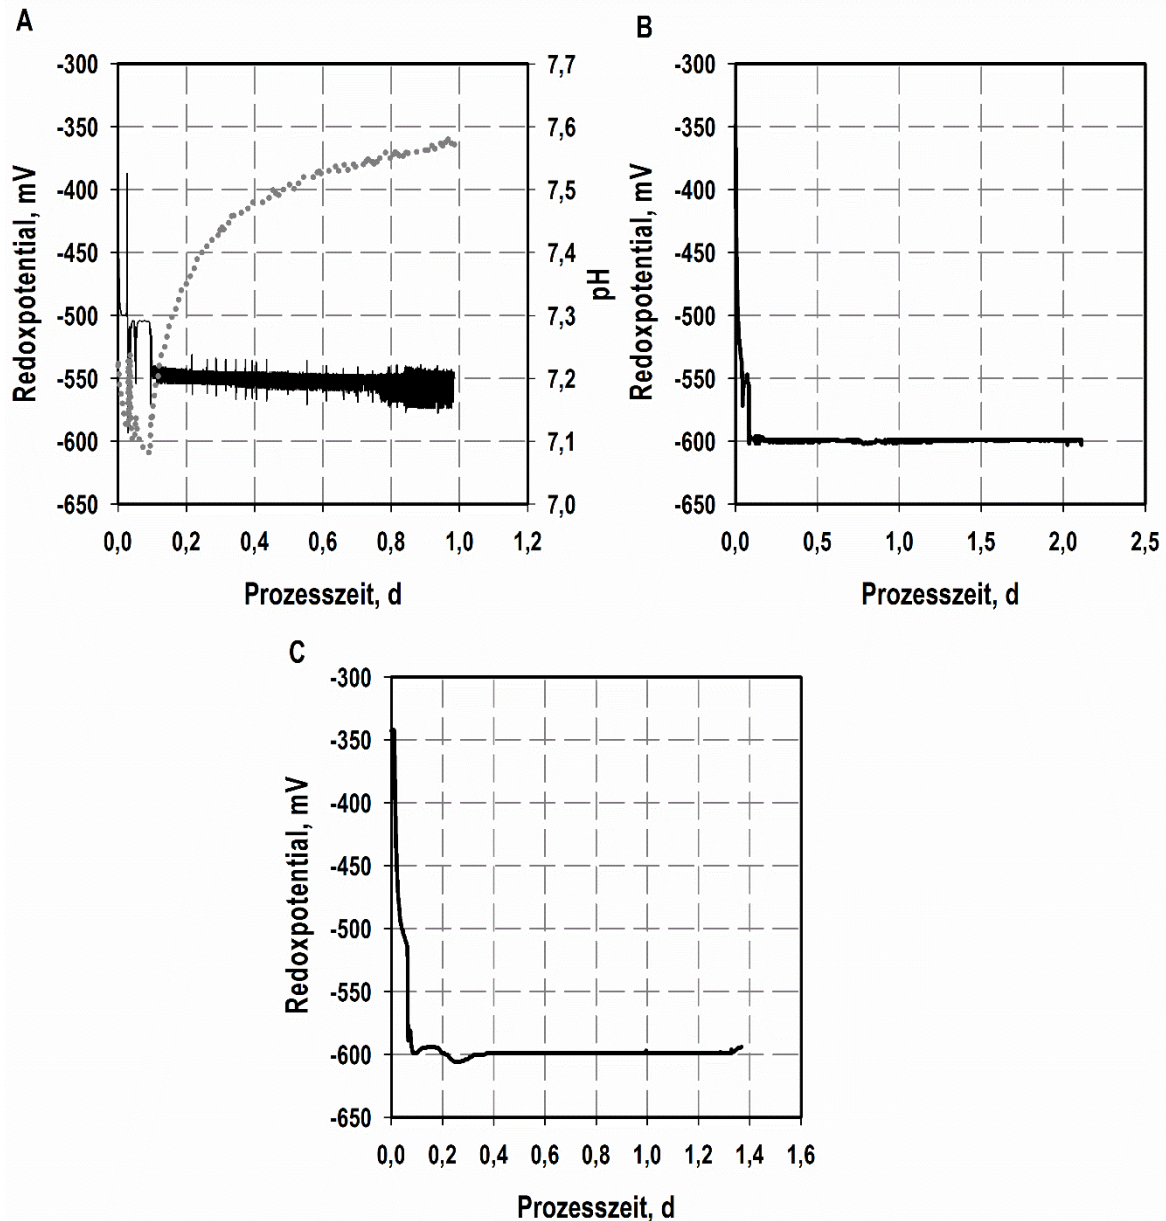 A
-300
-350
-400
-450
-500
-550
-600
-650
Redoxpotential, mV
7,7
7,6
7,5
7,4
7,3
7,2
7,1
7,0
pH
0,0 0,2 0,4 0,6 0,8 1,0 1,2
Prozesszeit, d
B
-300
-350
-400
-450
-500
-550
-600
-650
Redoxpotential, mV
0,0 0,5 1,0 1,5 2,0 2,5
Prozesszeit, d
C
-300
-350
-400
-450
-500
-550
-600
-650
Redoxpotential, mV
0,0 0,2 0,4 0,6 0,8 1,0 1,2 1,4 1,6
Prozesszeit, d